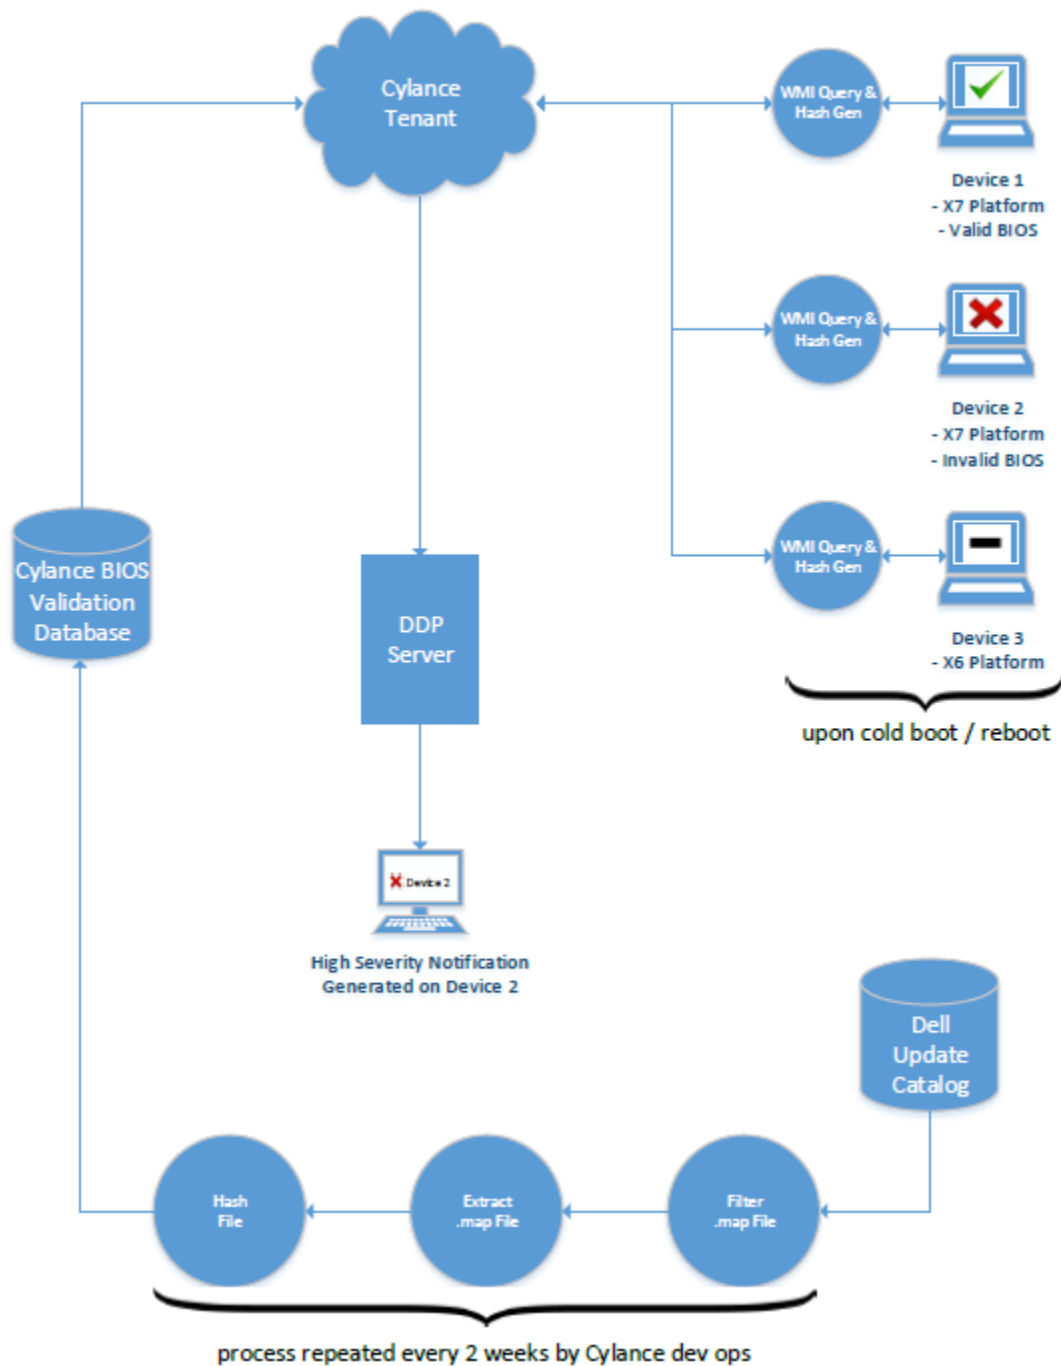 Cylance
Tenant
WMI Query &
Hash Gen
Device 1
- X7 Platform
- Valid BIOS
WMI Query &
Hash Gen
Device 2
- X7 Platform
- Invalid BIOS
WMI Query &
Hash Gen
Device 3
- X6 Platform
upon cold boot / reboot
Cylance BIOS
Validation
Database
DDP
Server
Device 2
High Severity Notification
Generated on Device 2
Dell
Update
Catalog
Hash
File
Extract
.map File
Filter
.map File
process repeated every 2 weeks by Cylance dev ops